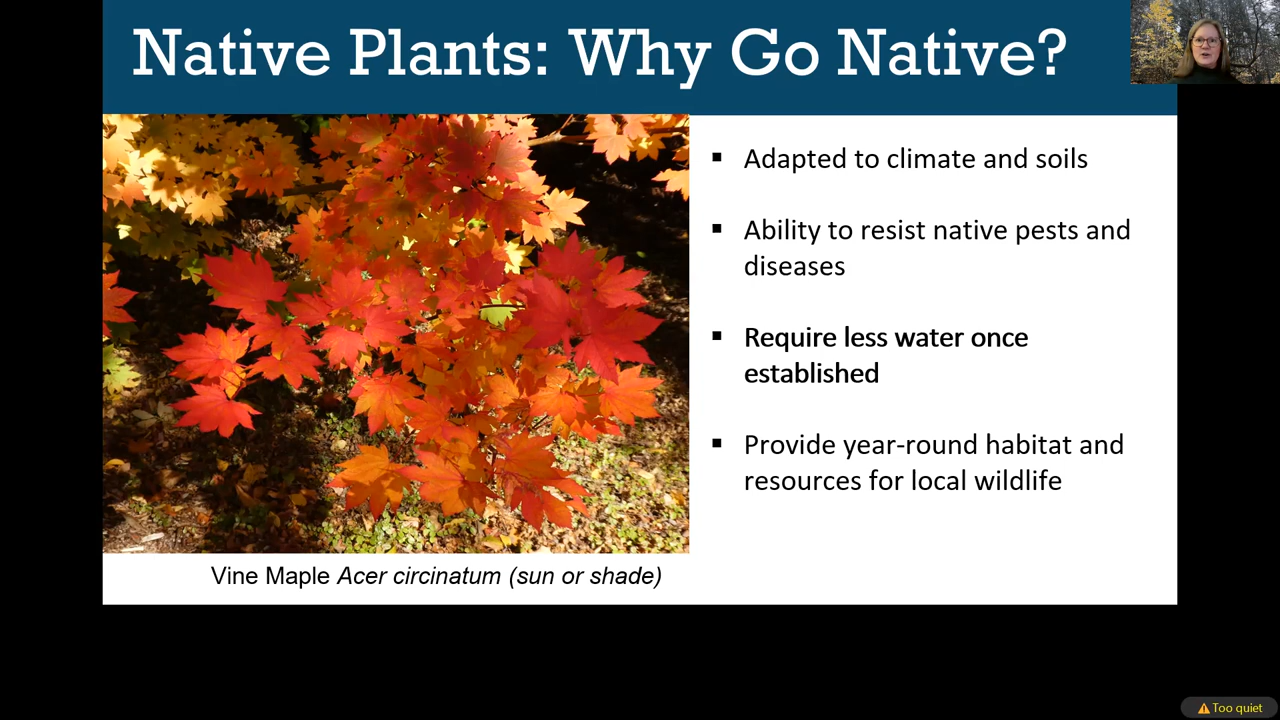 Native Plants: Why Go Native?
▪ Adapted to climate and soils
▪ Ability to resist native pests and
diseases
▪ Require less water once
established
▪ Provide year-round habitat and
resources for local wildlife
Vine Maple Acer circinatum (sun or shade)
Too quiet